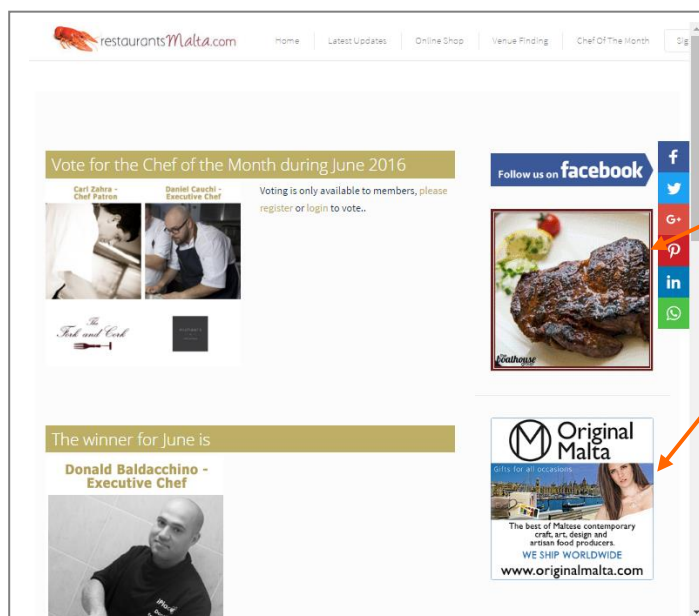 restaurantsMalta.com
Home
Latest Updates
Online Shop
Venue Finding
Chef Of The Month
Sig
Vote for the Chef of the Month during June 2016
Carl Zahra -
Chef Patron
Daniel Cauchi -
Executive Chef
Voting is only available to members, please
register or login to vote..
The
Fork and Cork
The winner for June is
Donald Baldacchino -
Executive Chef
Follow us on facebook
f
G+
in
Boathouse
M Original
Malta
Gifts for all occasions
The best of Maltese contemporary
craft, art, design and
artisan food producers.
WE SHIP WORLDWIDE
www.originalmalta.com